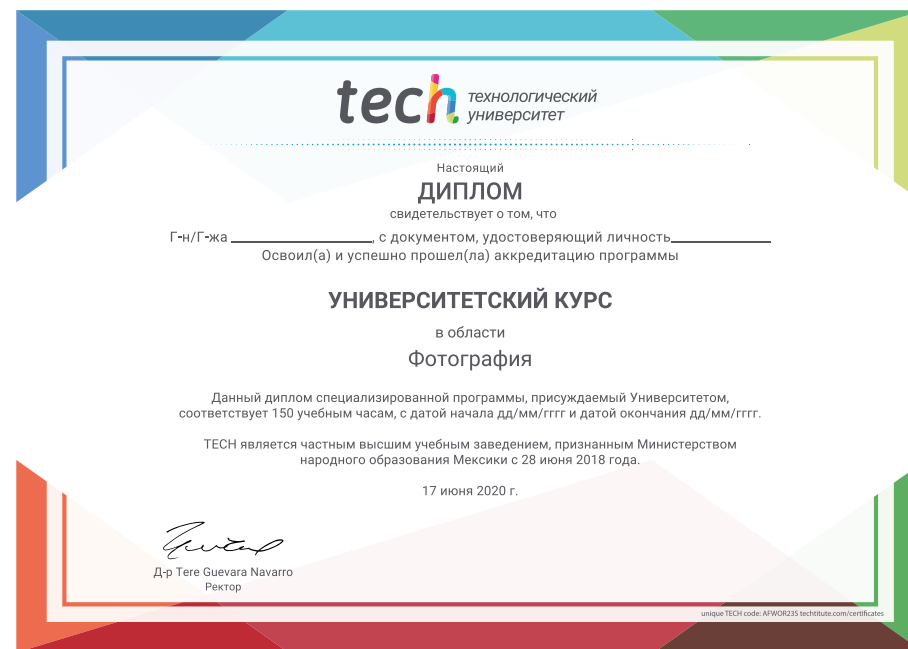 tech технологический
университет
Настоящий
ДИПЛОМ
свидетельствует о том, что
Г-н/Г-жа ____________________, с документом, удостоверяющий личность______________
Освоил(а) и успешно прошел(ла) аккредитацию программы
УНИВЕРСИТЕТСКИЙ КУРС
в области
Фотография
Данный диплом специализированной программы, присуждаемый Университетом,
соответствует 150 учебным часам, с датой начала дд/мм/гггг и датой окончания дд/мм/гггг.
TECH является частным высшим учебным заведением, признанным Министерством
народного образования Мексики с 28 июня 2018 года.
17 июня 2020 г.
Д-р Tere Guevara Navarro
Ректор
unique TECH code: AFWOR23S techtitute.com/certificates